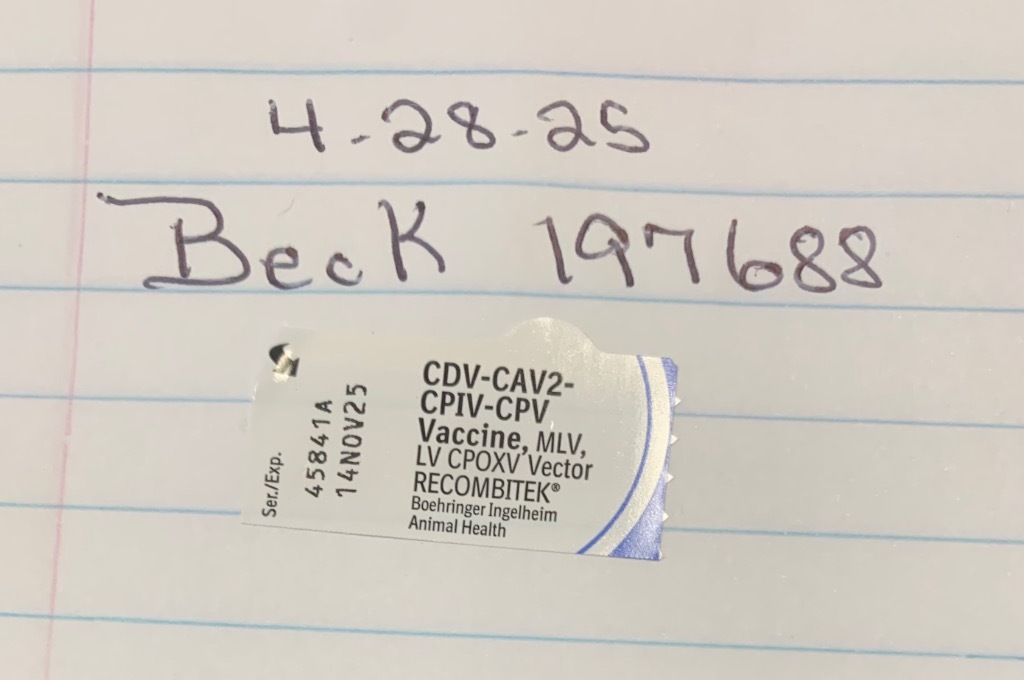 4-28-25
Beck 197688
Ser./Exp.
45841A
14NOV25
CDV-CAV2-
CPIV-CPV
Vaccine, MLV,
LV CPOXV Vector
RECOMBITEK®
Boehringer Ingelheim
Animal Health